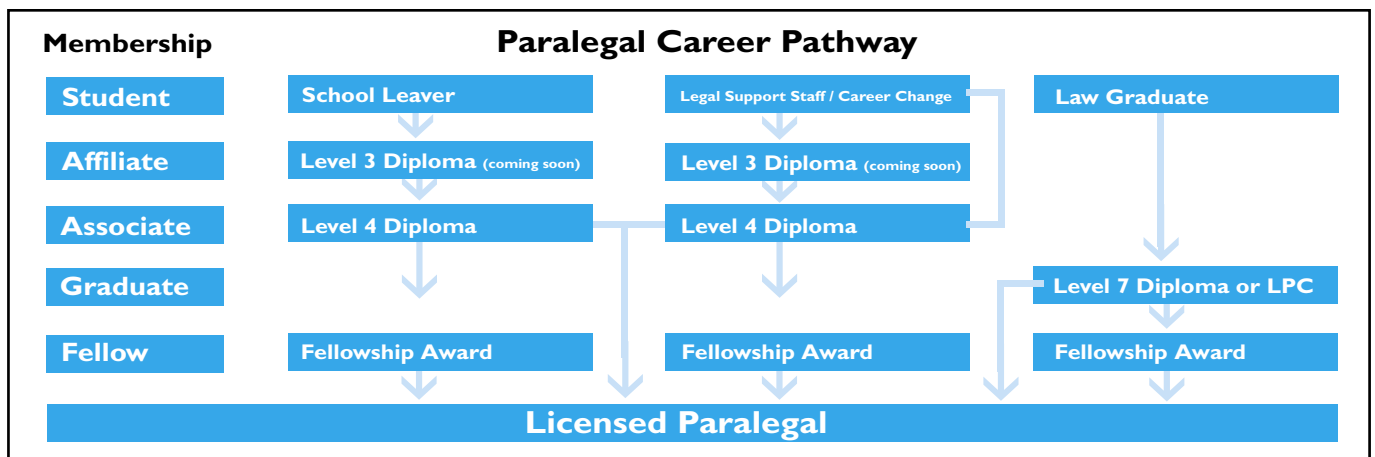 Membership
Paralegal Career Pathway
Student
School Leaver
Legal Support Staff / Career Change
Law Graduate
Affiliate
Level 3 Diploma (coming soon)
Level 3 Diploma (coming soon)
Associate
Level 4 Diploma
Level 4 Diploma
Graduate
Level 7 Diploma or LPC
Fellow
Fellowship Award
Fellowship Award
Fellowship Award
Licensed Paralegal